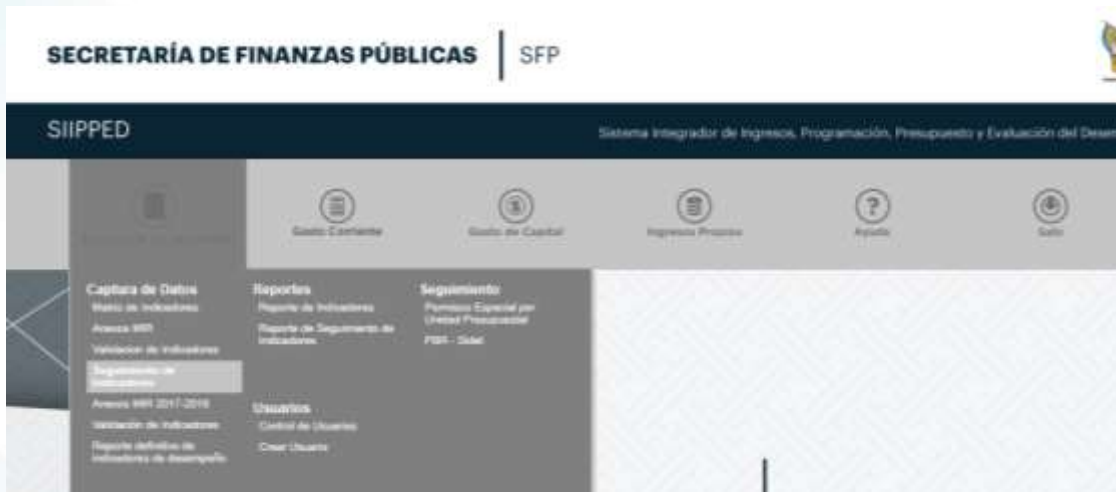 SECRETARÍA DE FINANZAS PÚBLICAS SFP
SIIPPED
Sistema Integrador de Ingresos, Programación, Presupuesto y Evaluación del Desem
Gasto Corriente
Gasto de Capital
Ingresos Propios
Ayuda
Salir
Captura de Datos
Matriz de Indicadores
Anexos MIR
Validacion de Indicadores
Seguimiento de
Indicadores
Anexos MIR 2017-2018
Validación de Indicadores
Reporte definitivo de
indicadores de desempeño
Reportes
Reporte de Indicadores
Reporte de Seguimiento de
Indicadores
Usuarios
Control de Usuarios
Crear Usuario
Seguimiento
Permisos Especial por
Unidad Presupuestal
PBR - Sidet